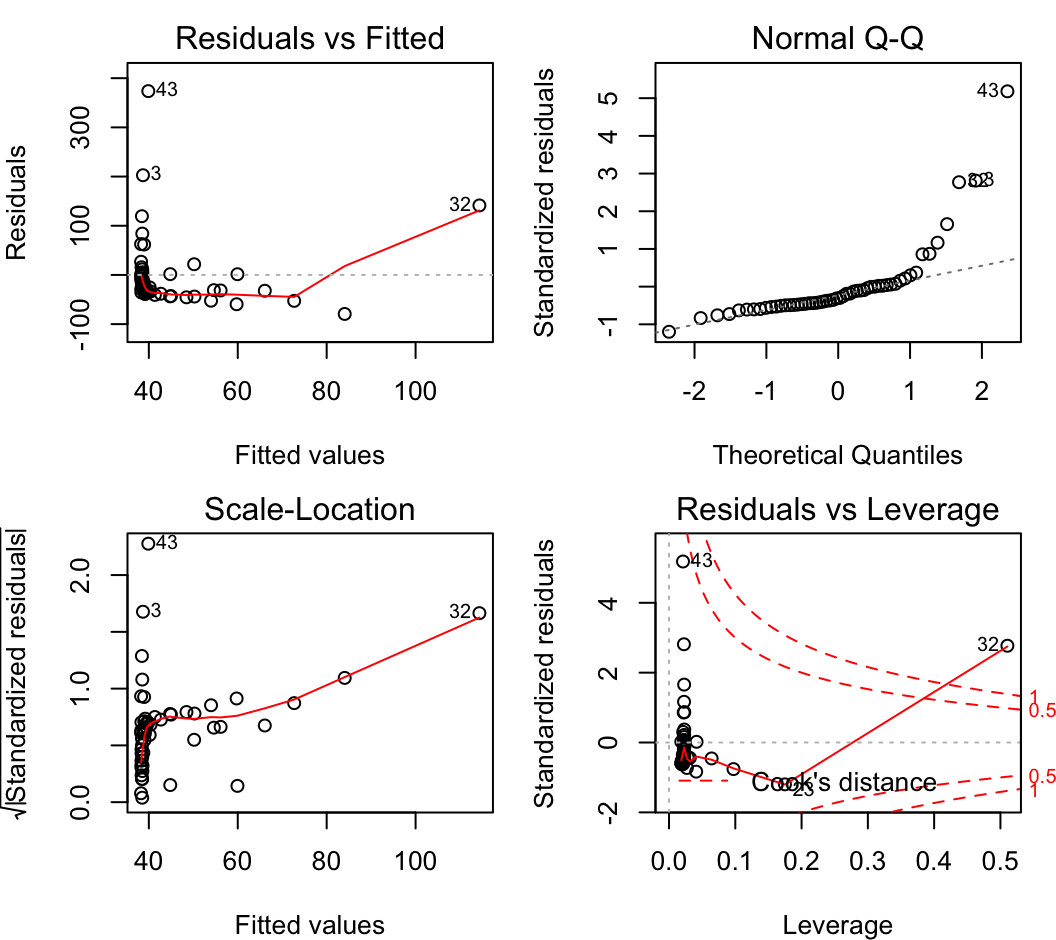 Residuals vs Fitted
Residuals
-100 100 300
43
3
32
40 60 80 100
Fitted values
Normal Q-Q
Standardized residuals
-1 1 2 3 4 5
43
-2 -1 0 1 2
Theoretical Quantiles
Scale-Location
√|Standardized residuals|
0.0 1.0 2.0
43
3
32
40 60 80 100
Fitted values
Residuals vs Leverage
Standardized residuals
-2 0 2 4
43
32
1
0.5
0.5
1
Cook's distance
23
0.0 0.1 0.2 0.3 0.4 0.5
Leverage